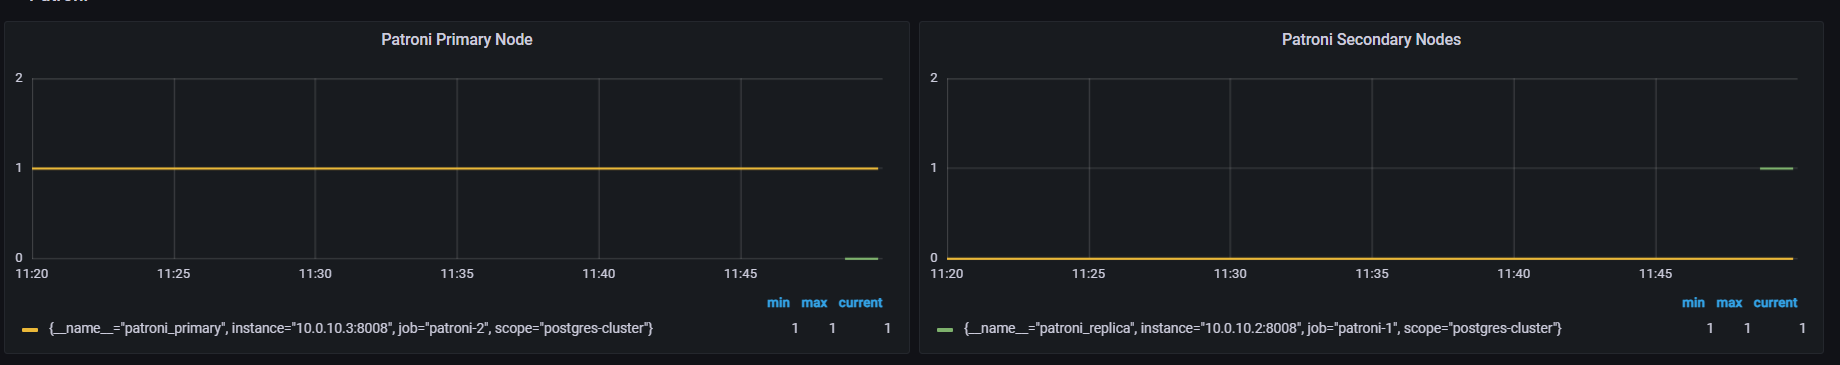 Patroni
Patroni Primary Node
2
1
0
11:20 11:25 11:30 11:35 11:40 11:45
min max current
{__name__="patroni_primary", instance="10.0.10.3:8008", job="patroni-2", scope="postgres-cluster"} 1 1 1
Patroni Secondary Nodes
2
1
0
11:20 11:25 11:30 11:35 11:40 11:45
min max current
{__name__="patroni_replica", instance="10.0.10.2:8008", job="patroni-1", scope="postgres-cluster"} 1 1 1